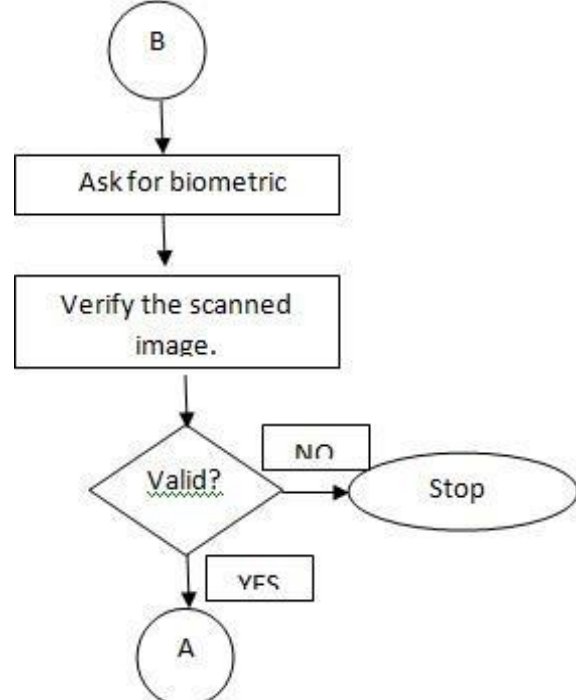 B
Ask for biometric
Verify the scanned
image.
Valid?
NO
Stop
YES
A